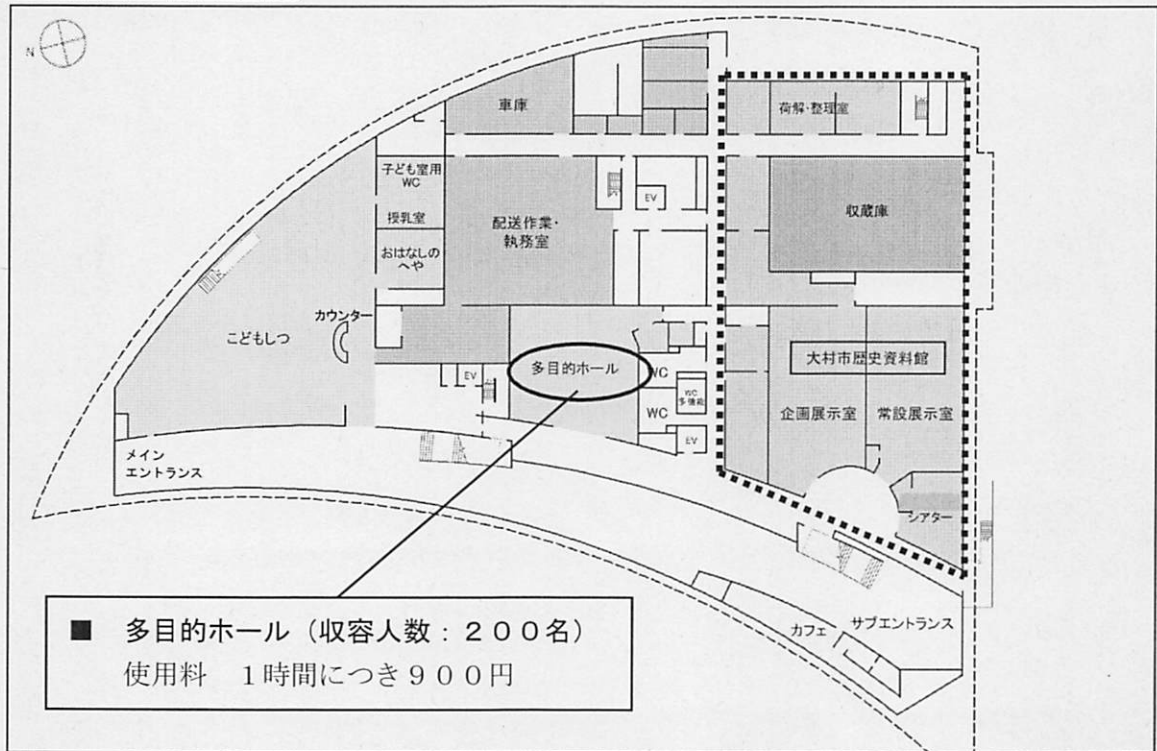 N
車庫
荷解・整理室
子ども室用
WC
授乳室
おはなしの
へや
配送作業・
執務室
EV
収蔵庫
カウンター
こどもしつ
EV
多目的ホール
WC
WC
多機能
WC
EV
大村市歴史資料館
企画展示室
常設展示室
シアター
メイン
エントランス
カフェ
サブエントランス
■ 多目的ホール（収容人数：２００名）
使用料 １時間につき９００円